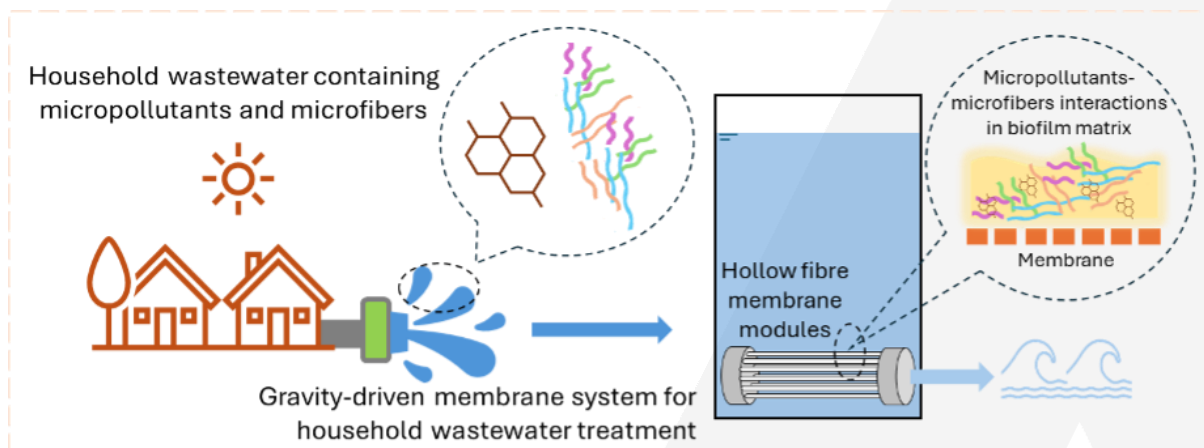 Household wastewater containing
micropollutants and microfibers
Micropollutants-
microfibers interactions
in biofilm matrix
Membrane
Hollow fibre
membrane
modules
Gravity-driven membrane system for
household wastewater treatment